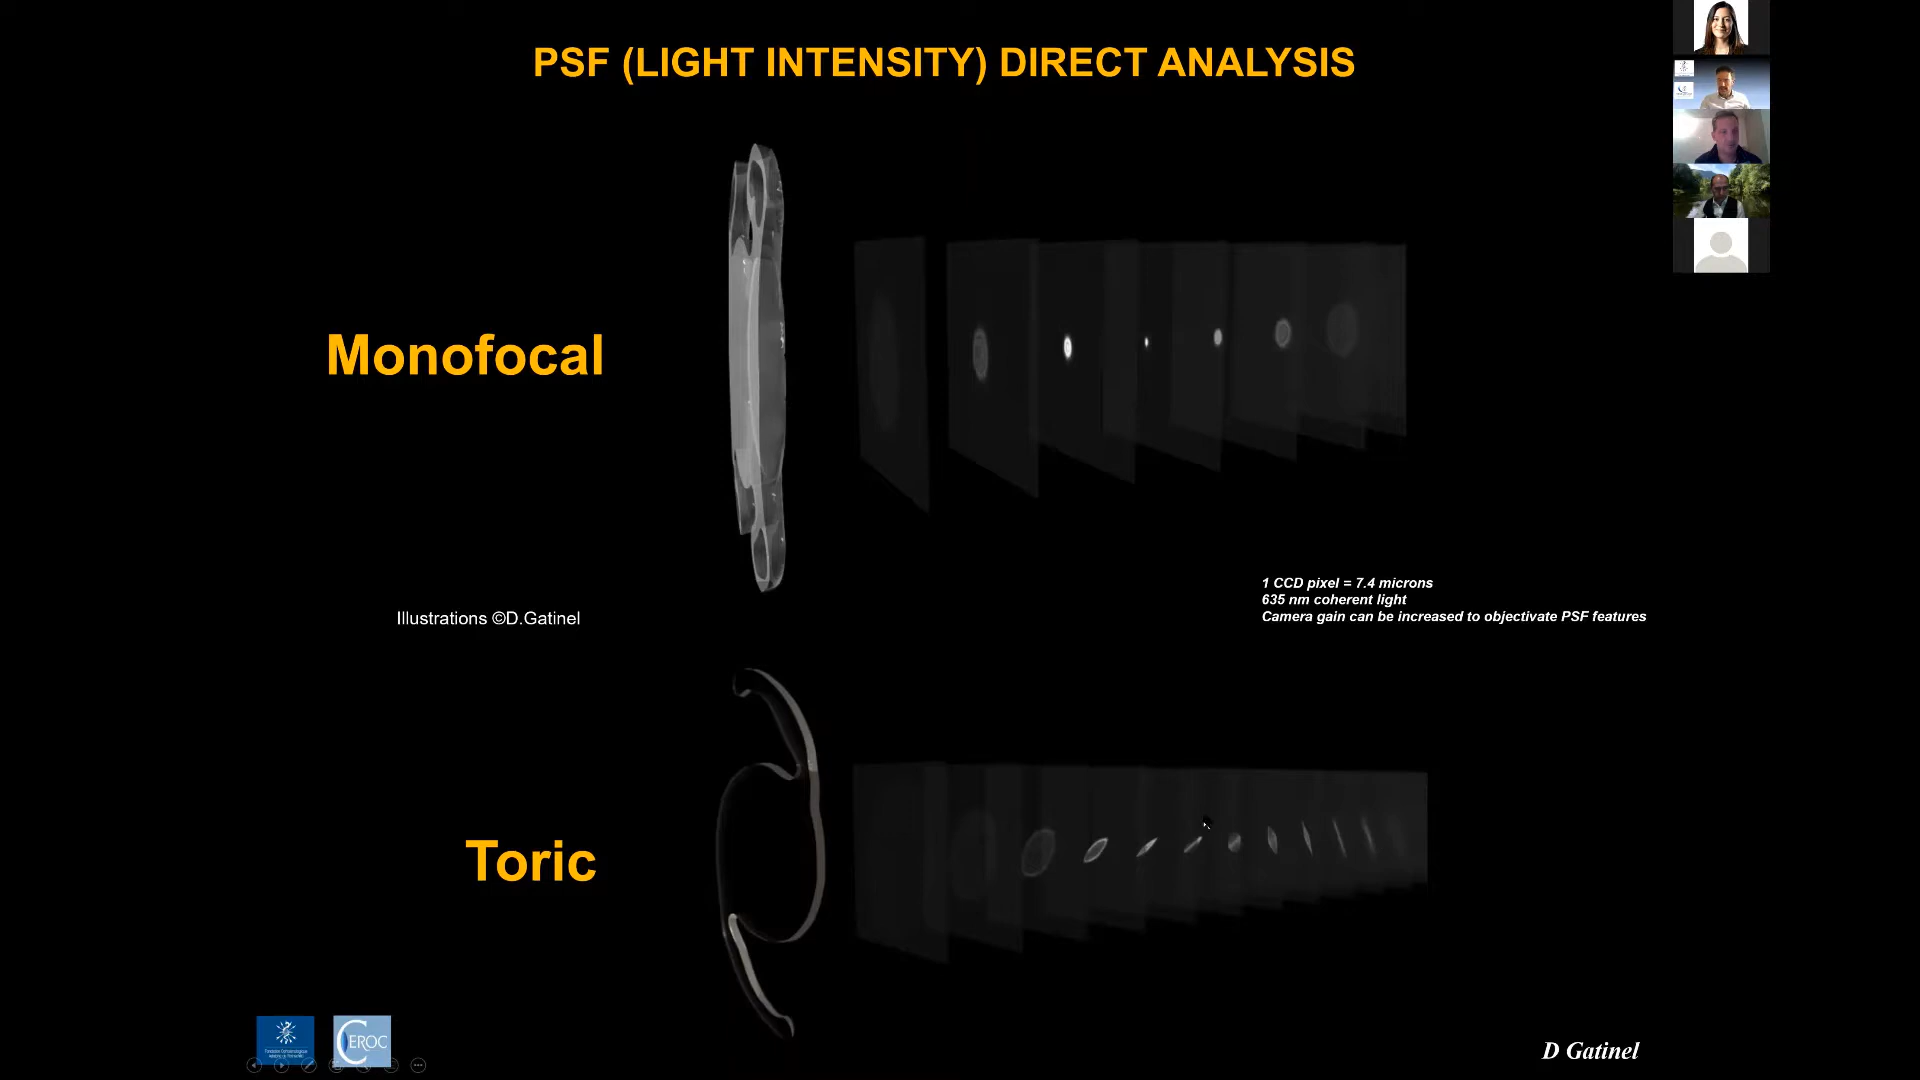 PSF (LIGHT INTENSITY) DIRECT ANALYSIS
Monofocal
1 CCD pixel = 7.4 microns
635 nm coherent light
Camera gain can be increased to objectivate PSF features
Illustrations ©D.Gatinel
Toric
CEROC
D Gatinel